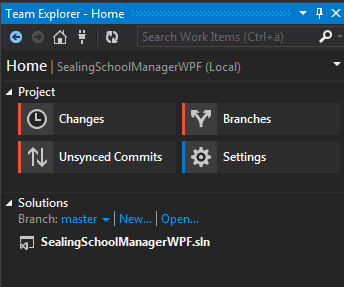 Team Explorer - Home
Search Work Items (Ctrl+ä)
Home | SealingSchoolManagerWPF (Local)
Project
Changes
Branches
Unsynced Commits
Settings
Solutions
Branch: master | New... | Open...
SealingSchoolManagerWPF.sln